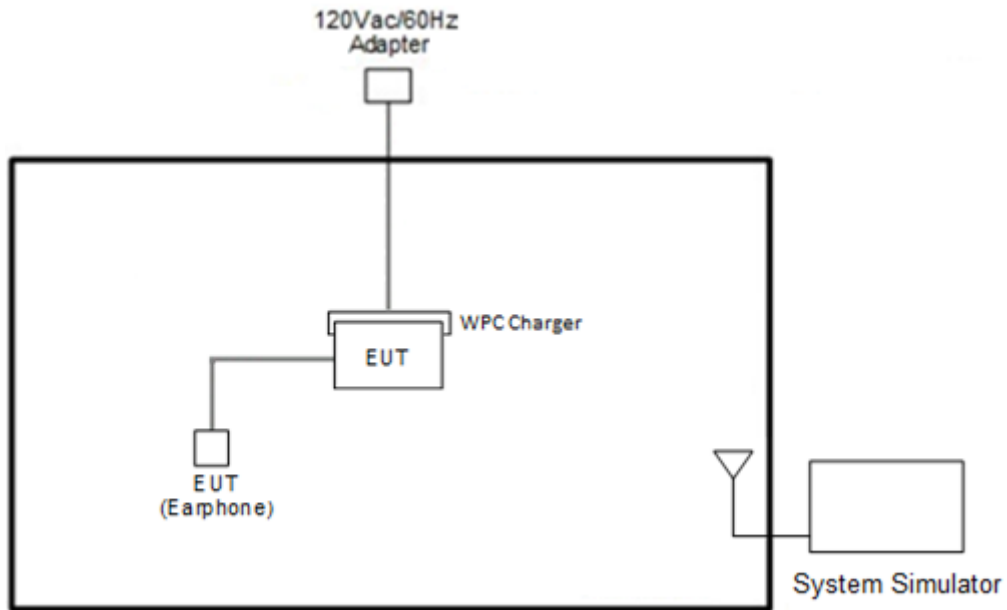 120Vac/60Hz
Adapter
WPC Charger
EUT
EUT
(Earphone)
System Simulator